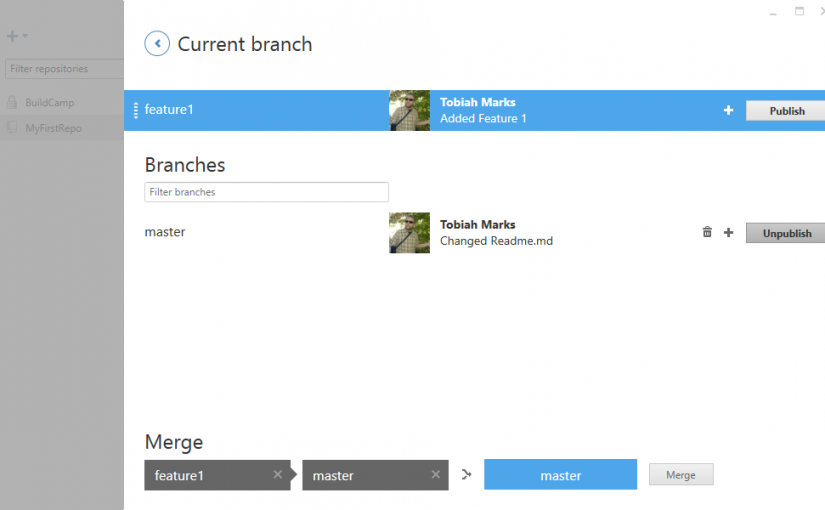 Current branch
Filter repositories
BuildCamp
MyFirstRepo
feature1
Tobiah Marks
Added Feature 1
Publish
Branches
Filter branches
master
Tobiah Marks
Changed Readme.md
Unpublish
Merge
feature1
master
master
Merge